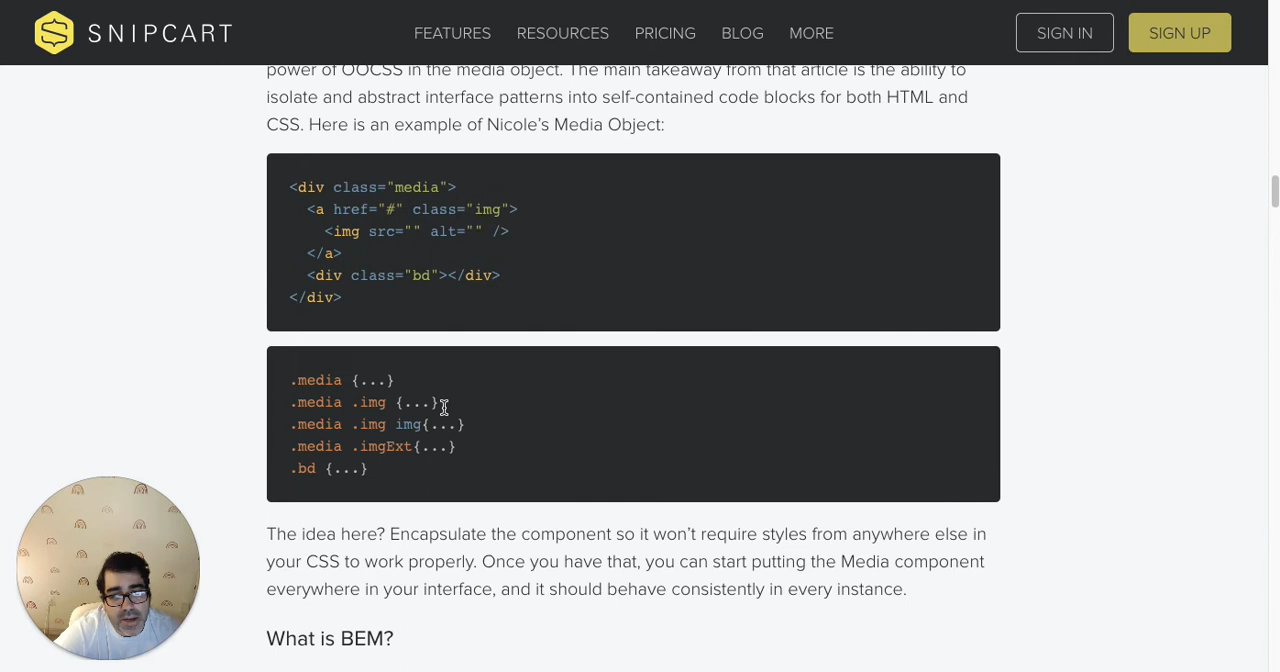 SNIPCART FEATURES RESOURCES PRICING BLOG MORE SIGN IN SIGN UP
power of OOCSS in the media object. The main takeaway from that article is the ability to
isolate and abstract interface patterns into self-contained code blocks for both HTML and
CSS. Here is an example of Nicole’s Media Object:
<div class="media">
  <a href="#" class="img">
    <img src="" alt="" />
  </a>
  <div class="bd"></div>
</div>
.media {...}
.media .img {...}
.media .img img{...}
.media .imgExt{...}
.bd {...}
The idea here? Encapsulate the component so it won’t require styles from anywhere else in
your CSS to work properly. Once you have that, you can start putting the Media component
everywhere in your interface, and it should behave consistently in every instance.
What is BEM?